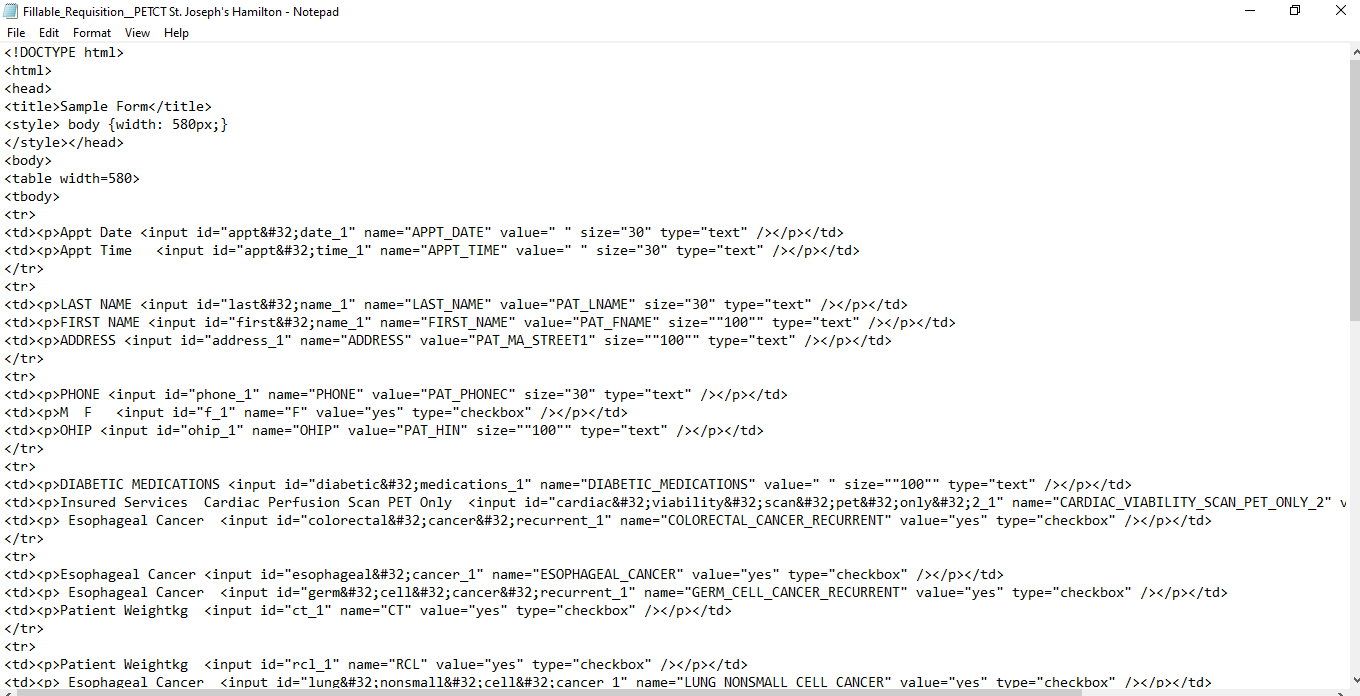 Fillable_Requisition__PETCT St. Joseph's Hamilton - Notepad
File Edit Format View Help
<!DOCTYPE html>
<html>
<head>
<title>Sample Form</title>
<style> body {width: 580px;}
</style></head>
<body>
<table width=580>
<tbody>
<tr>
<td><p>Appt Date <input id="appt&#32;date_1" name="APPT_DATE" value=" " size="30" type="text" /></p></td>
<td><p>Appt Time   <input id="appt&#32;time_1" name="APPT_TIME" value=" " size="30" type="text" /></p></td>
</tr>
<tr>
<td><p>LAST NAME <input id="last&#32;name_1" name="LAST_NAME" value="PAT_LNAME" size="30" type="text" /></p></td>
<td><p>FIRST NAME <input id="first&#32;name_1" name="FIRST_NAME" value="PAT_FNAME" size=""100"" type="text" /></p></td>
<td><p>ADDRESS <input id="address_1" name="ADDRESS" value="PAT_MA_STREET1" size=""100"" type="text" /></p></td>
</tr>
<tr>
<td><p>PHONE <input id="phone_1" name="PHONE" value="PAT_PHONEC" size="30" type="text" /></p></td>
<td><p>M  F   <input id="f_1" name="F" value="yes" type="checkbox" /></p></td>
<td><p>OHIP <input id="ohip_1" name="OHIP" value="PAT_HIN" size=""100"" type="text" /></p></td>
</tr>
<tr>
<td><p>DIABETIC MEDICATIONS <input id="diabetic&#32;medications_1" name="DIABETIC_MEDICATIONS" value=" " size=""100"" type="text" /></p></td>
<td><p>Insured Services  Cardiac Perfusion Scan PET Only  <input id="cardiac&#32;viability&#32;scan&#32;pet&#32;only&#32;2_1" name="CARDIAC_VIABILITY_SCAN_PET_ONLY_2" v
<td><p> Esophageal Cancer  <input id="colorectal&#32;cancer&#32;recurrent_1" name="COLORECTAL_CANCER_RECURRENT" value="yes" type="checkbox" /></p></td>
</tr>
<tr>
<td><p>Esophageal Cancer <input id="esophageal&#32;cancer_1" name="ESOPHAGEAL_CANCER" value="yes" type="checkbox" /></p></td>
<td><p> Esophageal Cancer  <input id="germ&#32;cell&#32;cancer&#32;recurrent_1" name="GERM_CELL_CANCER_RECURRENT" value="yes" type="checkbox" /></p></td>
<td><p>Patient Weightkg  <input id="ct_1" name="CT" value="yes" type="checkbox" /></p></td>
</tr>
<tr>
<td><p>Patient Weightkg  <input id="rcl_1" name="RCL" value="yes" type="checkbox" /></p></td>
<td><p> Esophageal Cancer  <input id="lung&#32;nonsmall&#32;cell&#32;cancer_1" name="LUNG_NONSMALL_CELL_CANCER" value="yes" type="checkbox" /></p></td>